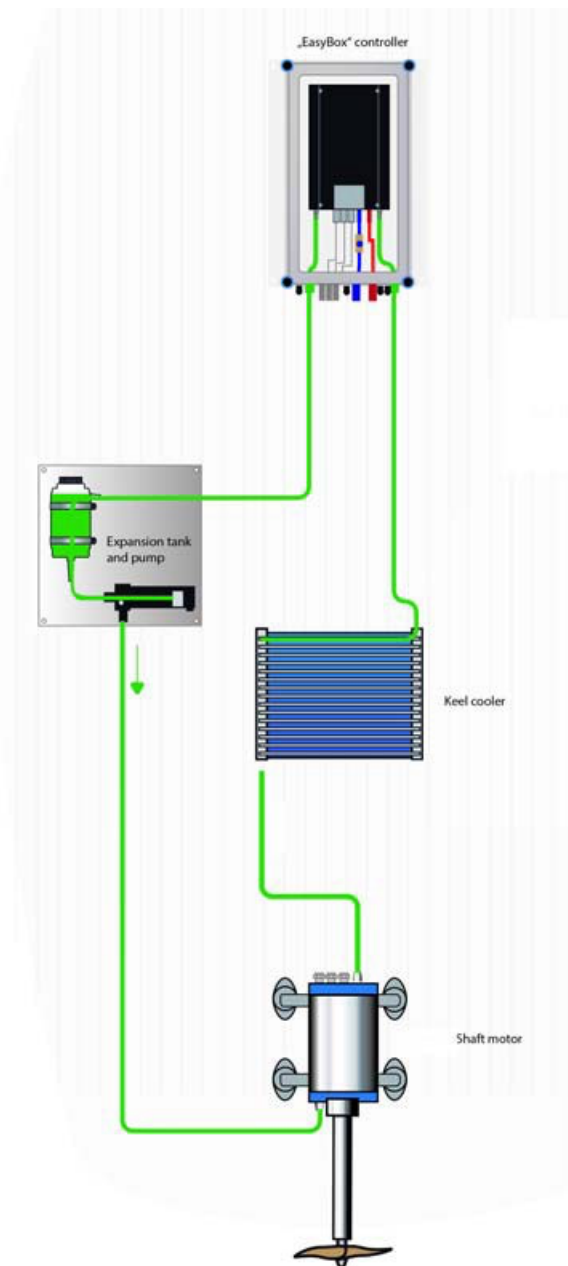 „EasyBox“ controller
Expansion tank
and pump
Keel cooler
Shaft motor